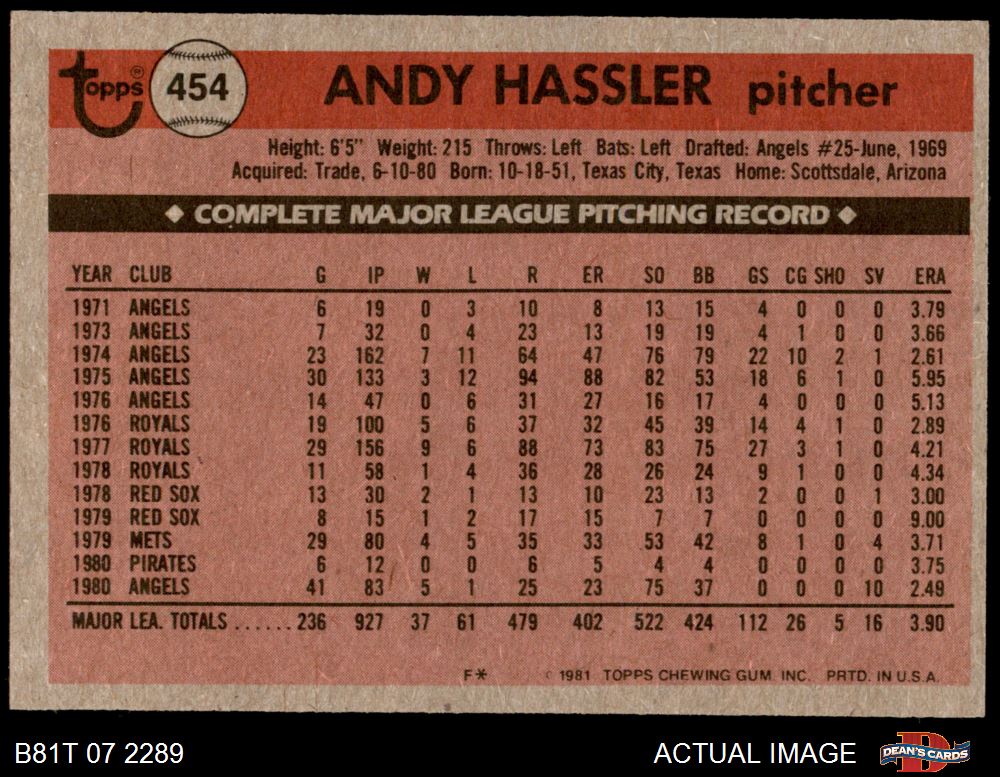 topps® 454 ANDY HASSLER pitcher
Height: 6'5" Weight: 215 Throws: Left Bats: Left Drafted: Angels #25-June, 1969
Acquired: Trade, 6-10-80 Born: 10-18-51, Texas City, Texas Home: Scottsdale, Arizona
◆ COMPLETE MAJOR LEAGUE PITCHING RECORD ◆
YEAR CLUB G IP W L R ER SO BB GS CG SHO SV ERA
1971 ANGELS 6 19 0 3 10 8 13 15 4 0 0 0 3.79
1973 ANGELS 7 32 0 4 23 13 19 19 4 1 0 0 3.66
1974 ANGELS 23 162 7 11 64 47 76 79 22 10 2 1 2.61
1975 ANGELS 30 133 3 12 94 88 82 53 18 6 1 0 5.95
1976 ANGELS 14 47 0 6 31 27 16 17 4 0 0 0 5.13
1976 ROYALS 19 100 5 6 37 32 45 39 14 4 1 0 2.89
1977 ROYALS 29 156 9 6 88 73 83 75 27 3 1 0 4.21
1978 ROYALS 11 58 1 4 36 28 26 24 9 1 0 0 4.34
1978 RED SOX 13 30 2 1 13 10 23 13 2 0 0 1 3.00
1979 RED SOX 8 15 1 2 17 15 7 7 0 0 0 0 9.00
1979 METS 29 80 4 5 35 33 53 42 8 1 0 4 3.71
1980 PIRATES 6 12 0 0 6 5 4 4 0 0 0 0 3.75
1980 ANGELS 41 83 5 1 25 23 75 37 0 0 0 10 2.49
MAJOR LEA. TOTALS ...... 236 927 37 61 479 402 522 424 112 26 5 16 3.90
F* © 1981 TOPPS CHEWING GUM. INC. PRTD. IN U.S.A.
B81T 07 2289 ACTUAL IMAGE DEAN'S CARDS